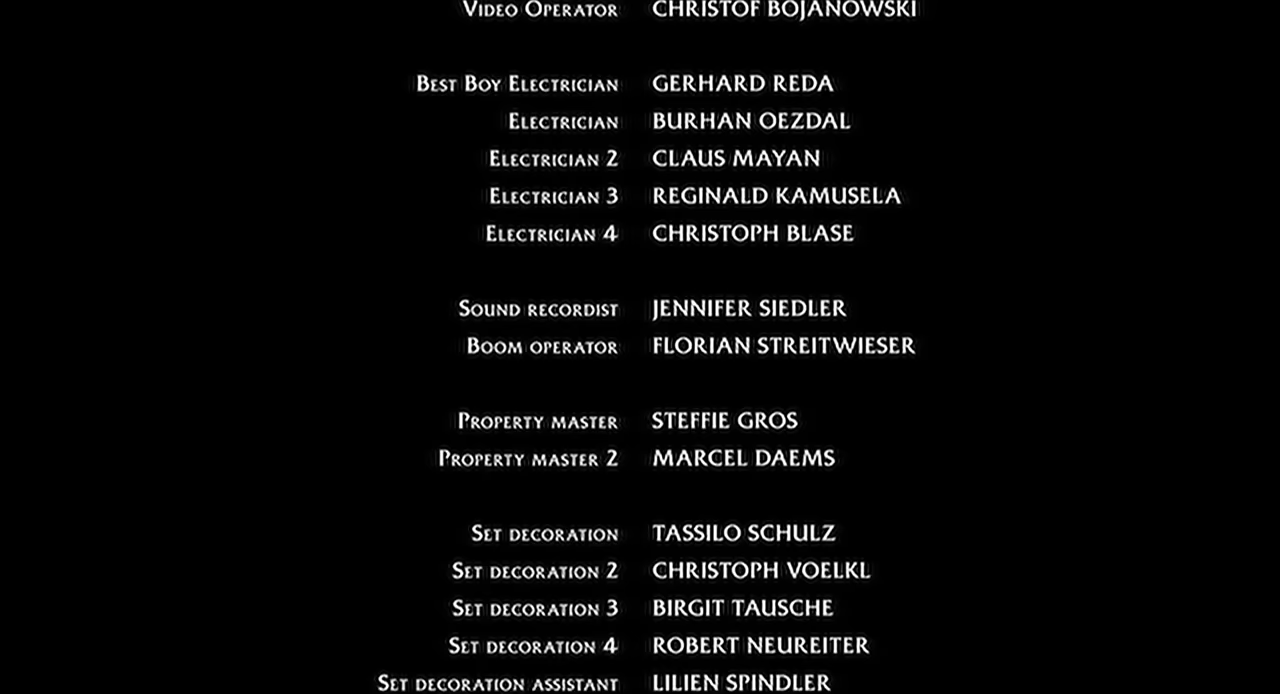 Video Operator CHRISTOF BOJANOWSKI
Best Boy Electrician GERHARD REDA
Electrician BURHAN OEZDAL
Electrician 2 CLAUS MAYAN
Electrician 3 REGINALD KAMUSELA
Electrician 4 CHRISTOPH BLASE
Sound recordist JENNIFER SIEDLER
Boom operator FLORIAN STREITWIESER
Property master STEFFIE GROS
Property master 2 MARCEL DAEMS
Set decoration TASSILO SCHULZ
Set decoration 2 CHRISTOPH VOELKL
Set decoration 3 BIRGIT TAUSCHE
Set decoration 4 ROBERT NEUREITER
Set decoration assistant LILIEN SPINDLER